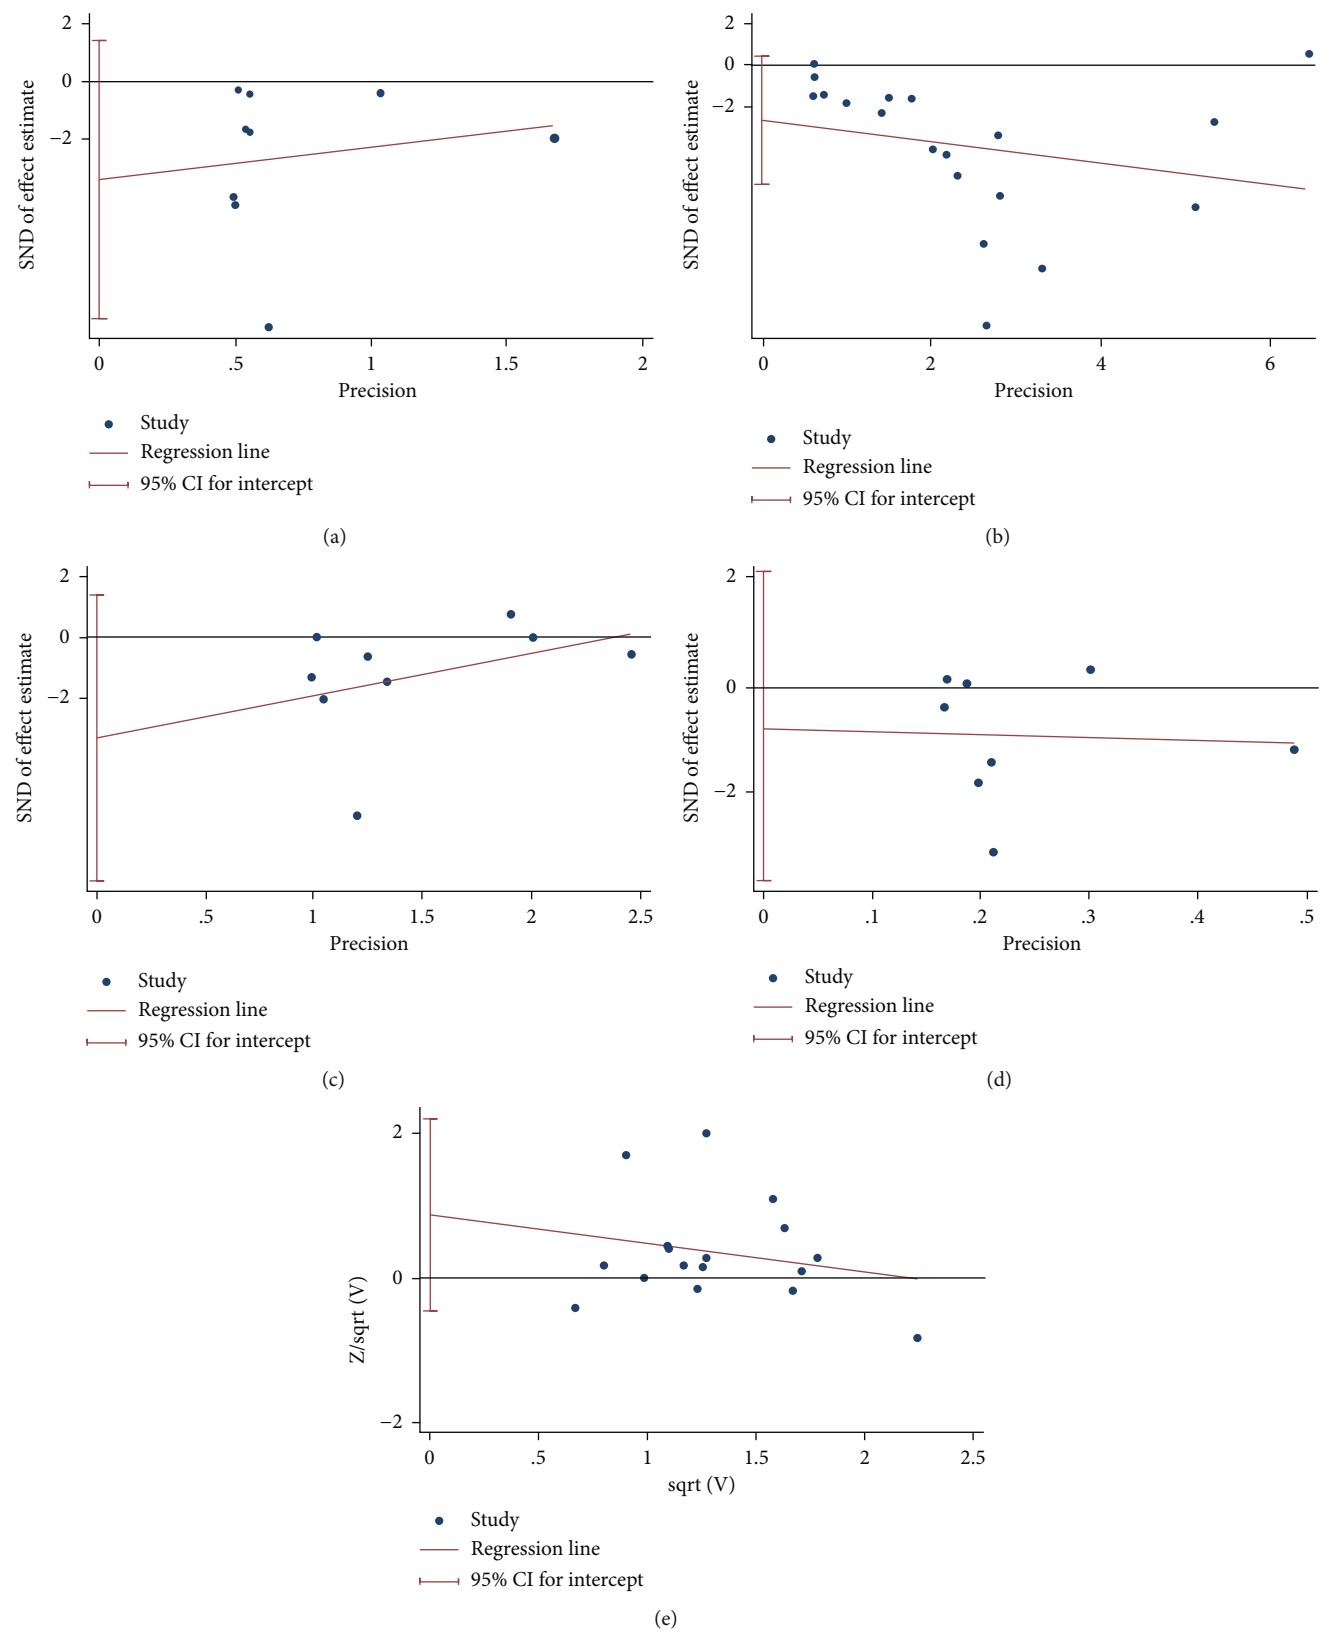 2
0
−2
SND of effect estimate
0 .5 1 1.5 2
Precision
Study
Regression line
95% CI for intercept
(a)
2
0
−2
SND of effect estimate
0 2 4 6
Precision
Study
Regression line
95% CI for intercept
(b)
2
0
−2
SND of effect estimate
0 .5 1 1.5 2 2.5
Precision
Study
Regression line
95% CI for intercept
(c)
2
0
−2
SND of effect estimate
0 .1 .2 .3 .4 .5
Precision
Study
Regression line
95% CI for intercept
(d)
2
0
−2
Z/sqrt (V)
0 .5 1 1.5 2 2.5
sqrt (V)
Study
Regression line
95% CI for intercept
(e)